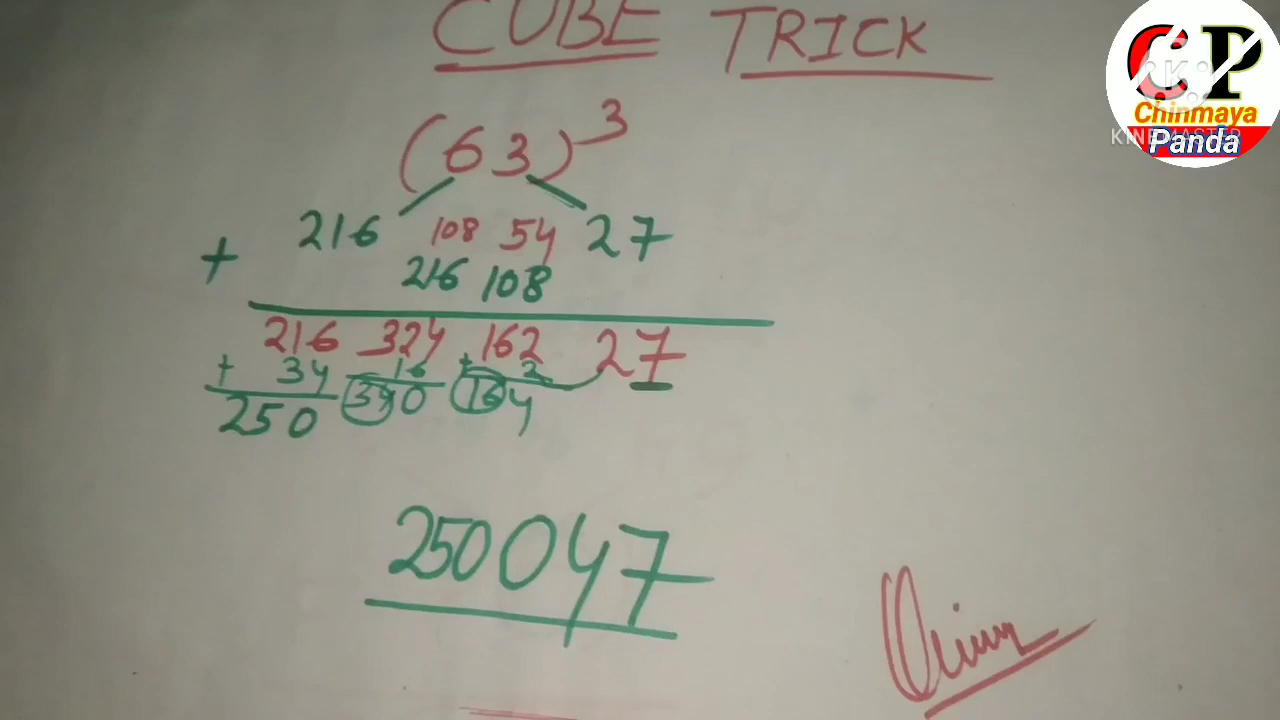 CUBE TRICK
CP
Chinmaya
Panda
(63)³
216 108 54 27
+ 216 108
216 324 162 27
+ 34 16 + 2
250 340 164
250047